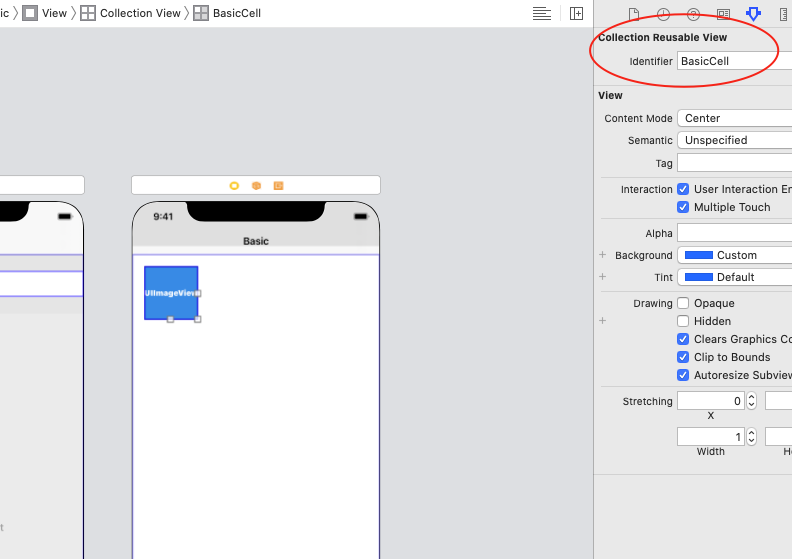 ic View Collection View BasicCell
Collection Reusable View
Identifier BasicCell
View
Content Mode Center
Semantic Unspecified
Tag
Interaction User Interaction En
Multiple Touch
9:41
Basic
Alpha
Background Custom
Tint Default
UIImageView
Drawing Opaque
Hidden
Clears Graphics Co
Clip to Bounds
Autoresize Subview
Stretching 0
X
1
Width He
t